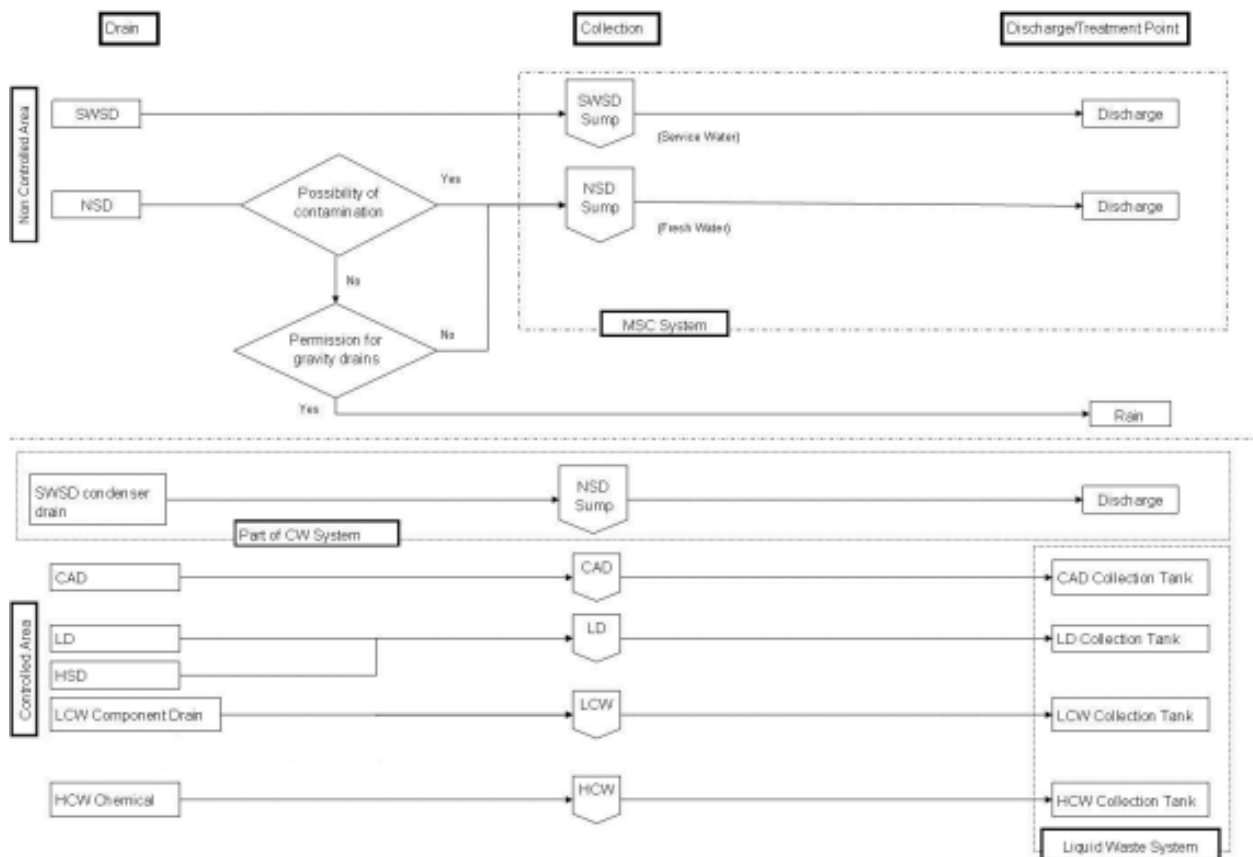 Drain
Collection
Discharge/Treatment Point
Non Controlled Area
SWSD
SWSD
Sump
(Service Water)
Discharge
NSD
Possibility of
contamination
Yes
NSD
Sump
(Fresh Water)
Discharge
No
MSC System
Permission for
gravity drains
No
Yes
Rain
SWSD condenser
drain
NSD
Sump
Discharge
Part of CW System
Controlled Area
CAD
CAD
CAD Collection Tank
LD
LD
LD Collection Tank
HSD
LCW Component Drain
LCW
LCW Collection Tank
HCW Chemical
HCW
HCW Collection Tank
Liquid Waste System